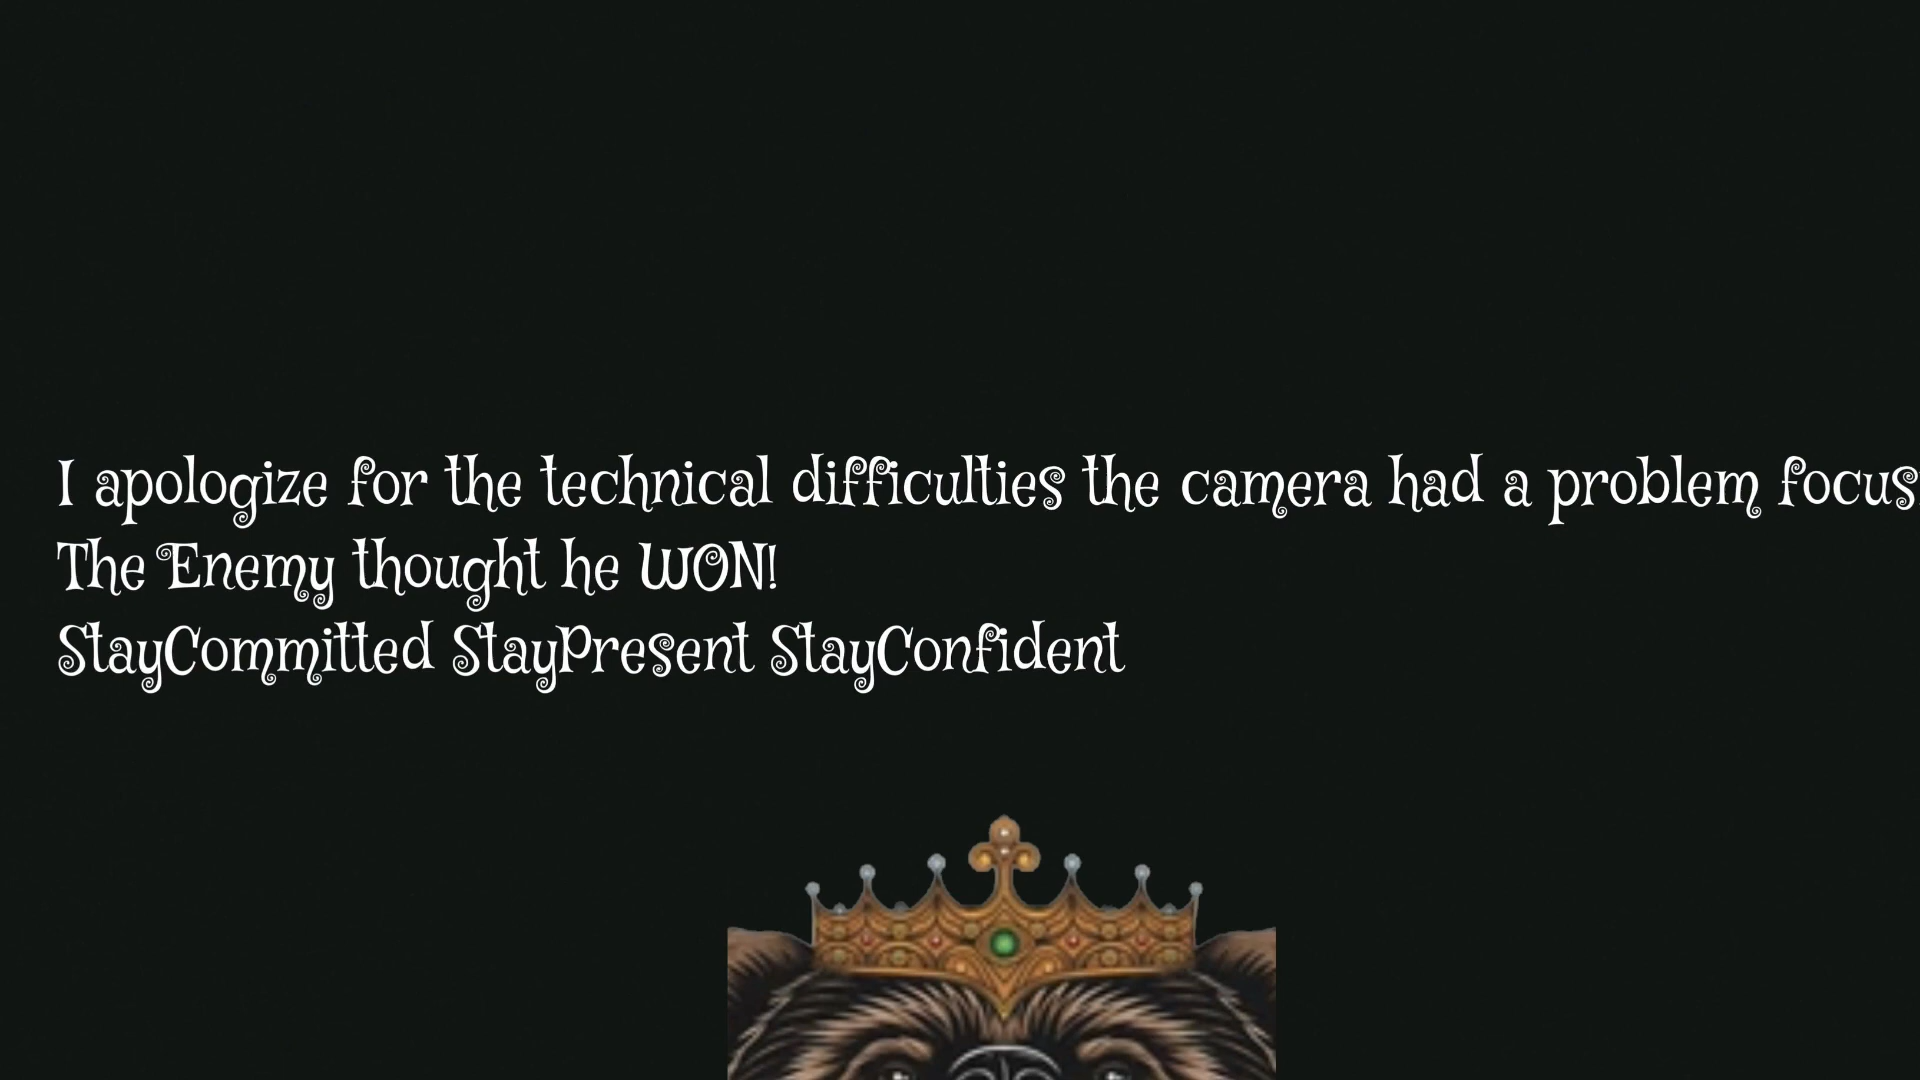 I apologize for the technical difficulties the camera had a problem focus
The Enemy thought he WON!
StayCommitted StayPresent StayConfident